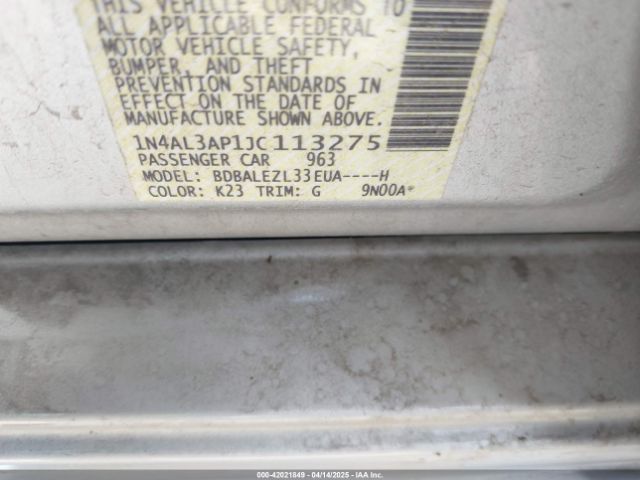 THIS VEHICLE CONFORMS TO
ALL APPLICABLE FEDERAL
MOTOR VEHICLE SAFETY,
BUMPER, AND THEFT
PREVENTION STANDARDS IN
EFFECT ON THE DATE OF
MANUFACTURE SHOWN ABOVE.
1N4AL3AP1JC113275
PASSENGER CAR 963
MODEL: BDBALEZL33EUA----H
COLOR: K23 TRIM: G 9N00A*
000-42021849 04/14/2025 IAA Inc.